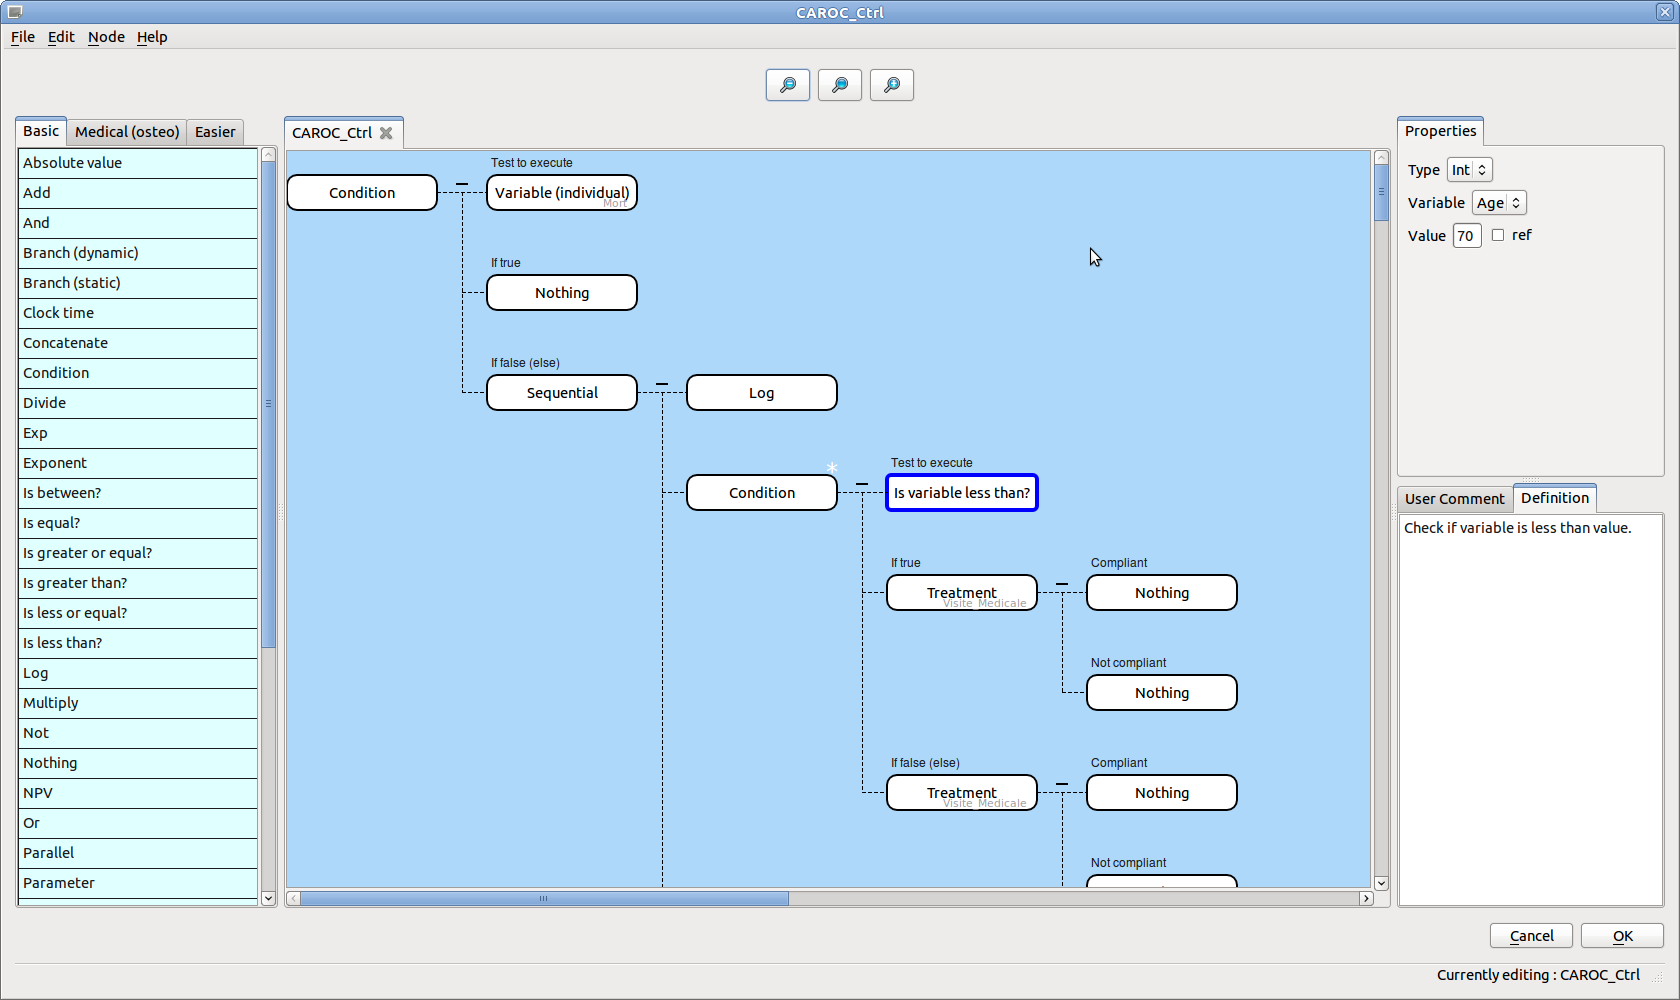 CAROC_Ctrl
File Edit Node Help
Basic Medical (osteo) Easier
Absolute value
Add
And
Branch (dynamic)
Branch (static)
Clock time
Concatenate
Condition
Divide
Exp
Exponent
Is between?
Is equal?
Is greater or equal?
Is greater than?
Is less or equal?
Is less than?
Log
Multiply
Not
Nothing
NPV
Or
Parallel
Parameter
CAROC_Ctrl
Test to execute
Condition
Variable (individual)
Mort
If true
Nothing
If false (else)
Sequential
Log
*
Test to execute
Condition
Is variable less than?
If true
Compliant
Treatment
Visite_Medicale
Nothing
Not compliant
Nothing
If false (else)
Compliant
Treatment
Visite_Medicale
Nothing
Not compliant
Properties
Type Int
Variable Age
Value 70 ref
User Comment Definition
Check if variable is less than value.
Cancel OK
Currently editing : CAROC_Ctrl